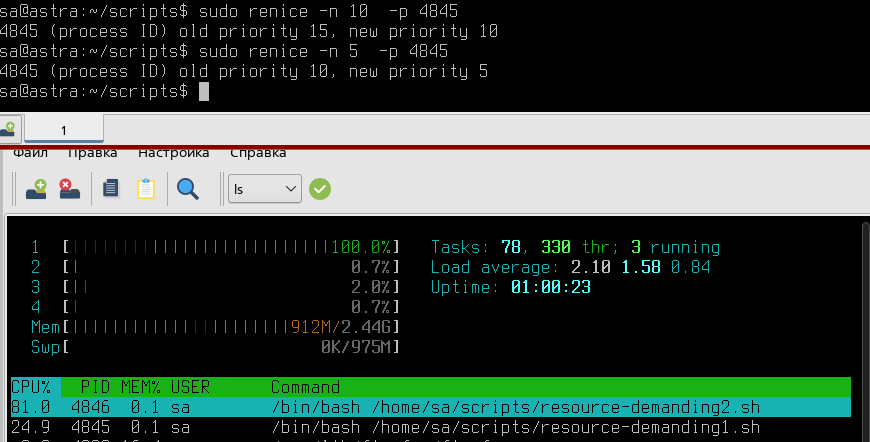 sa@astra:~/scripts$ sudo renice -n 10  -p 4845
4845 (process ID) old priority 15, new priority 10
sa@astra:~/scripts$ sudo renice -n 5  -p 4845
4845 (process ID) old priority 10, new priority 5
sa@astra:~/scripts$
1
Файл Правка Настройка Справка
ls
1 [||||||||||||||||||||||||||||||||100.0%] Tasks: 78, 330 thr; 3 running
2 [| 0.7%] Load average: 2.10 1.58 0.84
3 [|| 2.0%] Uptime: 01:00:23
4 [| 0.7%]
Mem[|||||||||||||||||||||||||||912M/2.44G]
Swp[ 0K/975M]
CPU% PID MEM% USER Command
81.0 4846 0.1 sa /bin/bash /home/sa/scripts/resource-demanding2.sh
24.9 4845 0.1 sa /bin/bash /home/sa/scripts/resource-demanding1.sh